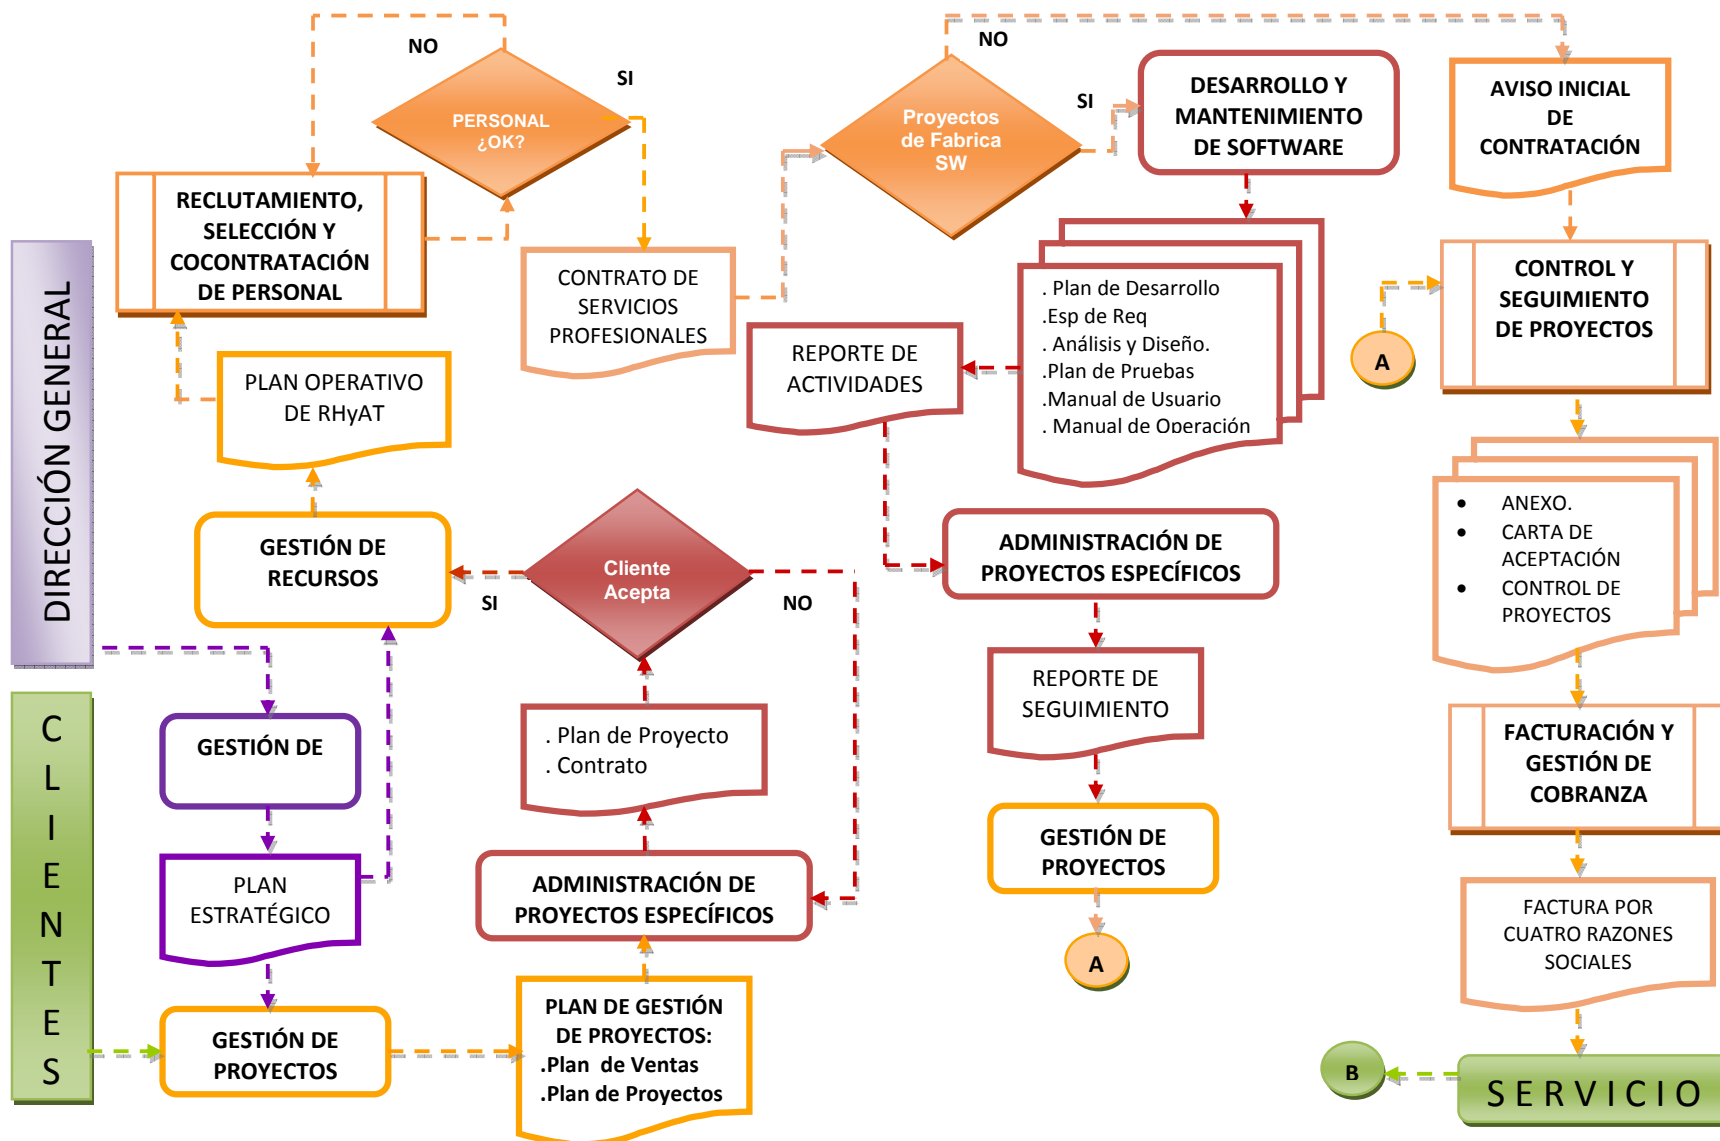 DIRECCIÓN GENERAL
CLIENTES
NO
SI
PERSONAL
¿OK?
RECLUTAMIENTO,
SELECCIÓN Y
COCONTRATACIÓN
DE PERSONAL
PLAN OPERATIVO
DE RHyAT
GESTIÓN DE
RECURSOS
GESTIÓN DE
PLAN
ESTRATÉGICO
GESTIÓN DE
PROYECTOS
CONTRATO DE
SERVICIOS
PROFESIONALES
Cliente
Acepta
SI
NO
. Plan de Proyecto
. Contrato
ADMINISTRACIÓN DE
PROYECTOS ESPECÍFICOS
PLAN DE GESTIÓN
DE PROYECTOS:
.Plan de Ventas
.Plan de Proyectos
Proyectos
de Fabrica
SW
NO
SI
DESARROLLO Y
MANTENIMIENTO
DE SOFTWARE
. Plan de Desarrollo
.Esp de Req
. Análisis y Diseño.
.Plan de Pruebas
.Manual de Usuario
. Manual de Operación
REPORTE DE
ACTIVIDADES
ADMINISTRACIÓN DE
PROYECTOS ESPECÍFICOS
REPORTE DE
SEGUIMIENTO
GESTIÓN DE
PROYECTOS
A
AVISO INICIAL
DE
CONTRATACIÓN
CONTROL Y
SEGUIMIENTO
DE PROYECTOS
A
• ANEXO.
• CARTA DE
ACEPTACIÓN
• CONTROL DE
PROYECTOS
FACTURACIÓN Y
GESTIÓN DE
COBRANZA
FACTURA POR
CUATRO RAZONES
SOCIALES
B
SERVICIO